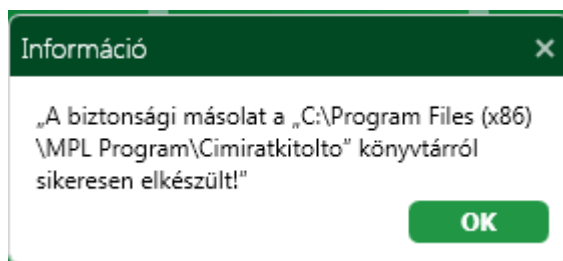 Információ
„A biztonsági másolat a „C:\Program Files (x86)
\MPL Program\Cimiratkitolto” könyvtárról
sikeresen elkészült!”
OK